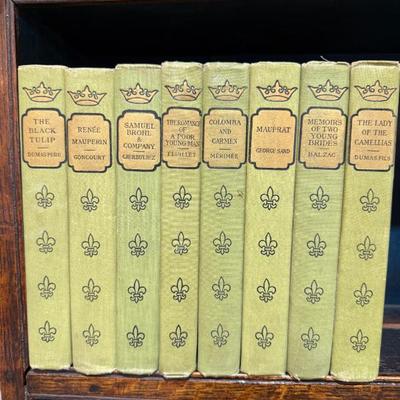 THE
BLACK
TULIP
DUMAS PÈRE
RENÉE
MAUPERIN
GONCOURT
SAMUEL
BROHL
&
COMPANY
CHERBULIEZ
THE ROMANCE
OF
A POOR
YOUNG MAN
FEUILLET
COLOMBA
AND
CARMEN
MÉRIMÉE
MAUPRAT
GEORGE SAND
MEMOIRS
OF TWO
YOUNG
BRIDES
BALZAC
THE LADY
OF THE
CAMELLIAS
DUMAS FILS